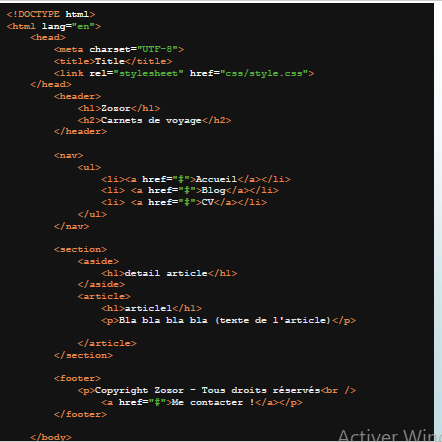 <!DOCTYPE html>
<html lang="en">
<head>
<meta charset="UTF-8">
<title>Title</title>
<link rel="stylesheet" href="css/style.css">
</head>
<header>
<h1>Zozor</h1>
<h2>Carnets de voyage</h2>
</header>
<nav>
<ul>
<li><a href="#">Accueil</a></li>
<li> <a href="#">Blog</a></li>
<li> <a href="#">CV</a></li>
</ul>
</nav>
<section>
<aside>
<h1>detail article</h1>
</aside>
<article>
<h1>article1</h1>
<p>Bla bla bla bla (texte de l'article)</p>
</article>
</section>
<footer>
<p>Copyright Zozor - Tous droits réservés<br />
<a href="#">Me contacter !</a></p>
</footer>
</body>
Activer Win